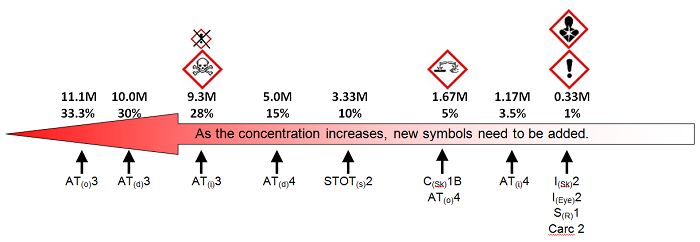 11.1M 10.0M 9.3M 5.0M 3.33M 1.67M 1.17M 0.33M
33.3% 30% 28% 15% 10% 5% 3.5% 1%
As the concentration increases, new symbols need to be added.
AT(o)3 AT(d)3 AT(i)3 AT(d)4 STOT(s)2 C(Sk)1B AT(i)4 I(Sk)2
AT(o)4 I(Eye)2
S(R)1
Carc 2